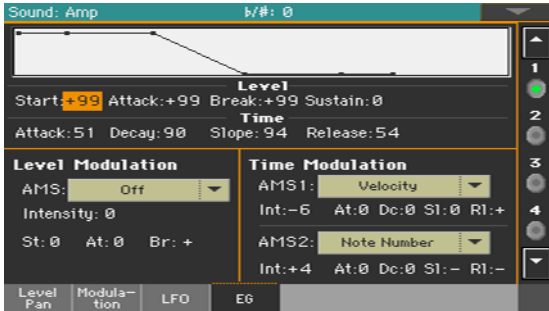 Sound: Amp
b/#: 0
Level
Start:+99 Attack:+99 Break:+99 Sustain:0
Time
Attack:51 Decay:90 Slope:94 Release:54
Level Modulation
AMS: Off
Intensity: 0
St:0 At:0 Br: +
Time Modulation
AMS1: Velocity
Int:-6 At:0 Dc:0 Sl:0 Rl:+
AMS2: Note Number
Int:+4 At:0 Dc:0 Sl:- Rl:-
1
2
3
4
Level Pan
Modula-tion
LFO
EG